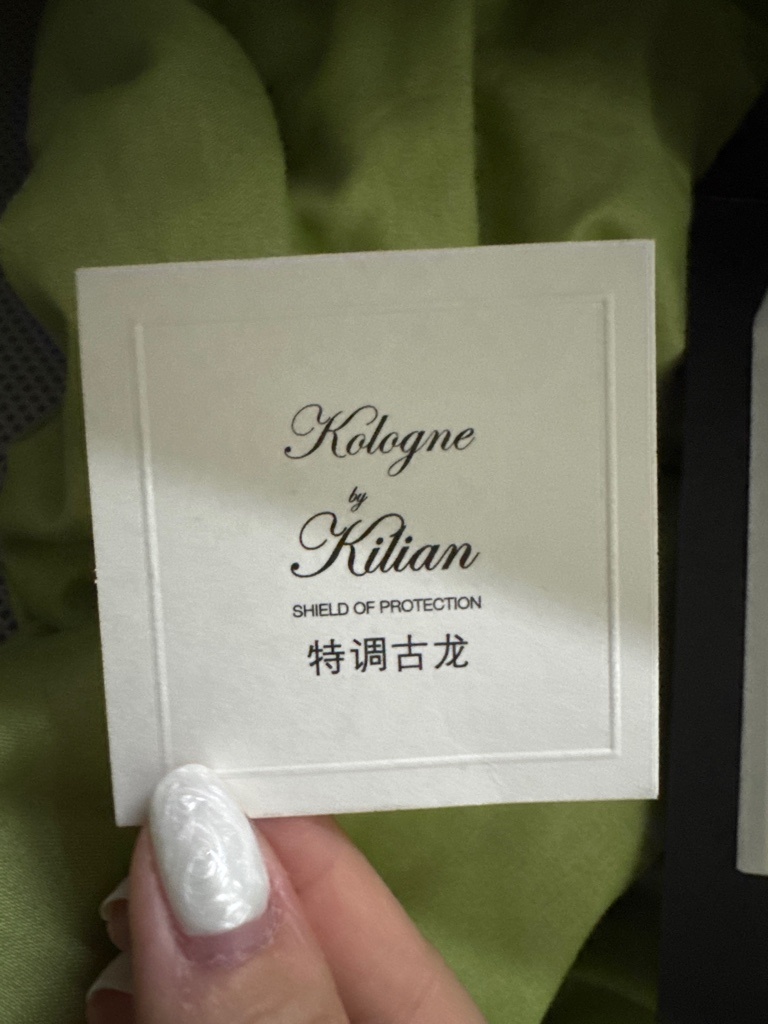 Kologne
by
Kilian
SHIELD OF PROTECTION
特调古龙